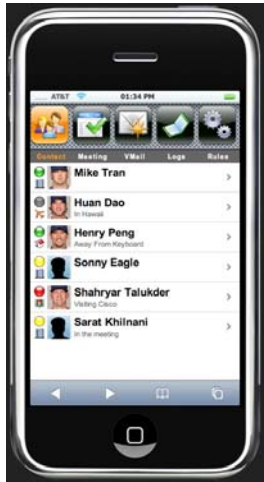 AT&T 01:34 PM
Contact Meeting VMail Logs Rules
Mike Tran
Huan Dao
In Hawaii
Henry Peng
Away From Keyboard
Sonny Eagle
Shahryar Talukder
Visiting Cisco
Sarat Khilnani
In the meeting